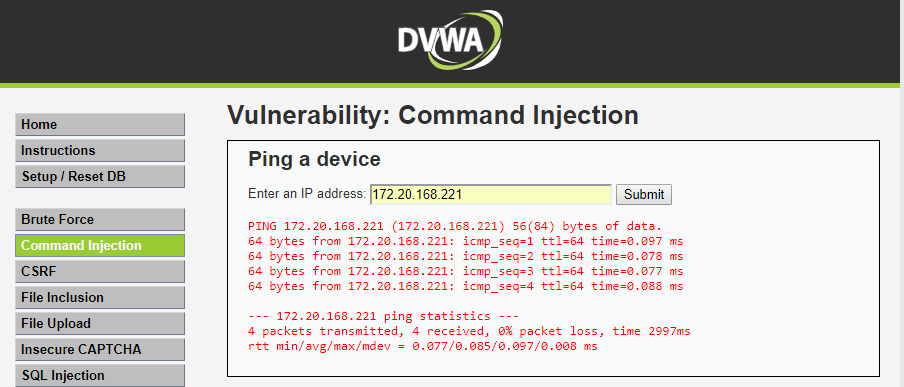 DVWA
Vulnerability: Command Injection
Home
Instructions
Setup / Reset DB
Brute Force
Command Injection
CSRF
File Inclusion
File Upload
Insecure CAPTCHA
SQL Injection
Ping a device
Enter an IP address: 172.20.168.221 Submit
PING 172.20.168.221 (172.20.168.221) 56(84) bytes of data.
64 bytes from 172.20.168.221: icmp_seq=1 ttl=64 time=0.097 ms
64 bytes from 172.20.168.221: icmp_seq=2 ttl=64 time=0.078 ms
64 bytes from 172.20.168.221: icmp_seq=3 ttl=64 time=0.077 ms
64 bytes from 172.20.168.221: icmp_seq=4 ttl=64 time=0.088 ms
--- 172.20.168.221 ping statistics ---
4 packets transmitted, 4 received, 0% packet loss, time 2997ms
rtt min/avg/max/mdev = 0.077/0.085/0.097/0.008 ms